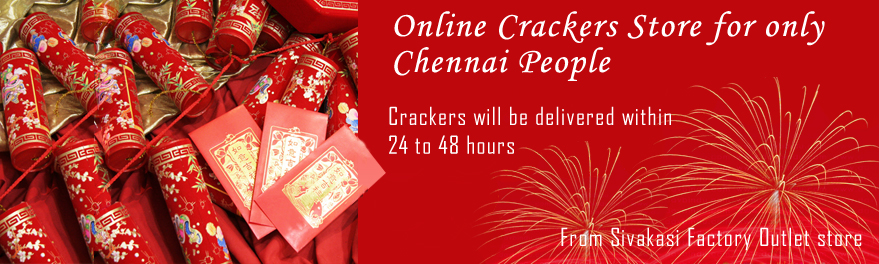 Online Crackers Store for only
Chennai People
Crackers will be delivered within
24 to 48 hours
From Sivakasi Factory Outlet store